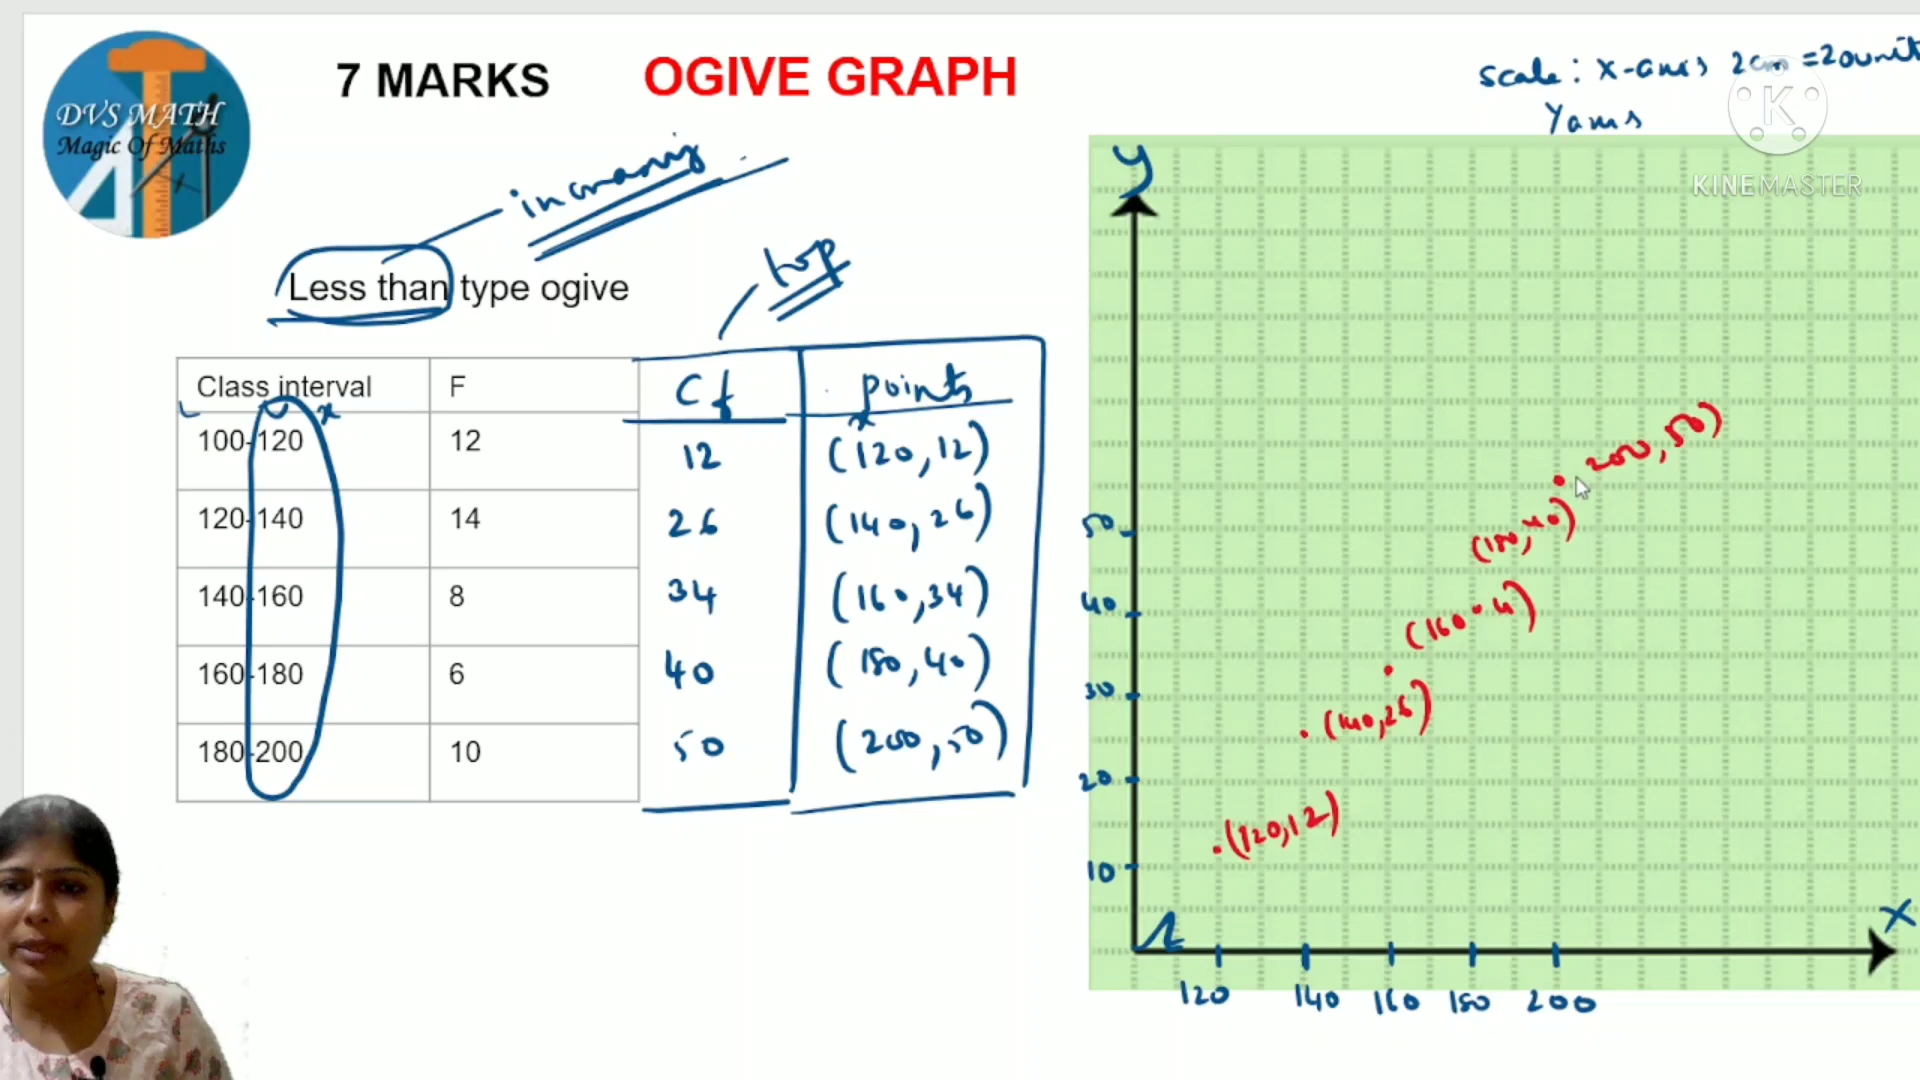 7 MARKS OGIVE GRAPH
scale: x-axis 2cm = 20unit
Y axis
DVS MATH
Magic Of Maths
K
KINEMASTER
increasing
top
Less than type ogive
Class interval F Cf points
L U x x
100-120 12 12 (120,12)
120-140 14 26 (140,26)
140-160 8 34 (160,34)
160-180 6 40 (180,40)
180-200 10 50 (200,50)
y
200,50)
50 (180,40)
40 (160 4)
30 (140,26)
20
(120,12)
10
X
120 140 160 180 200